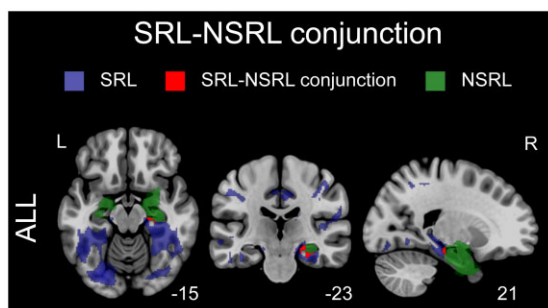 SRL-NSRL conjunction
SRL SRL-NSRL conjunction NSRL
L R
ALL
-15 -23 21